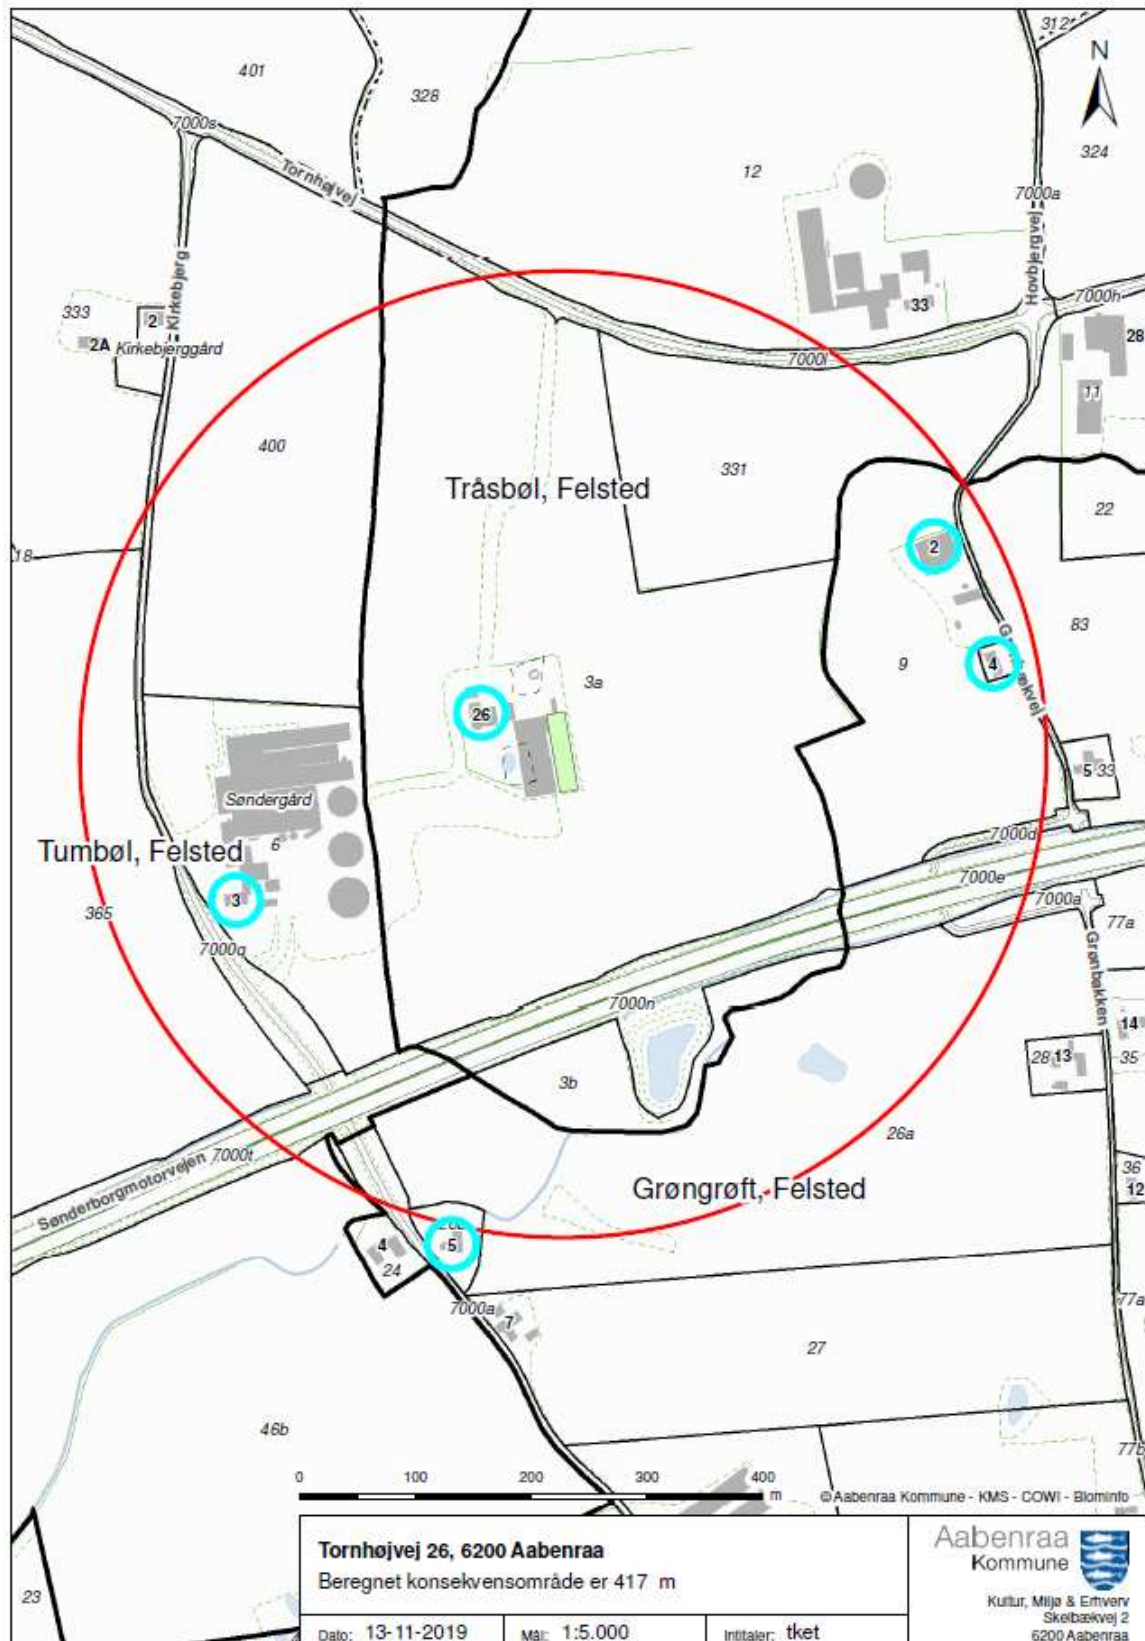 312
401
N
328
7000s
324
12
Tornhøjvej
7000a
Kirkebjerg
Hovbjergvej
7000h
333
2
33
28
2A
Kirkebjerggård
7000l
11
400
331
Tråsbøl, Felsted
22
2
18
83
9
4
3a
26
5
33
Søndergård
6
7000d
Tumbøl, Felsted
7000e
3
7000a
365
77a
7000q
Grønbakken
7000n
14
13
28
35
3b
26a
7000t
36
Sønderborgmotorvejen
12
Grøngrøft, Felsted
4
5
24
7000a
77a
7
27
46b
77b
0 100 200 300 400
m
© Aabenraa Kommune - KMS - COWI - Blominfo
Tornhøjvej 26, 6200 Aabenraa
Beregnet konsekvensområde er 417 m
Aabenraa
Kommune
23
Kultur, Miljø & Erhverv
Skelbækvej 2
6200 Aabenraa
Dato: 13-11-2019
Mål: 1:5.000
Intitaler: tket